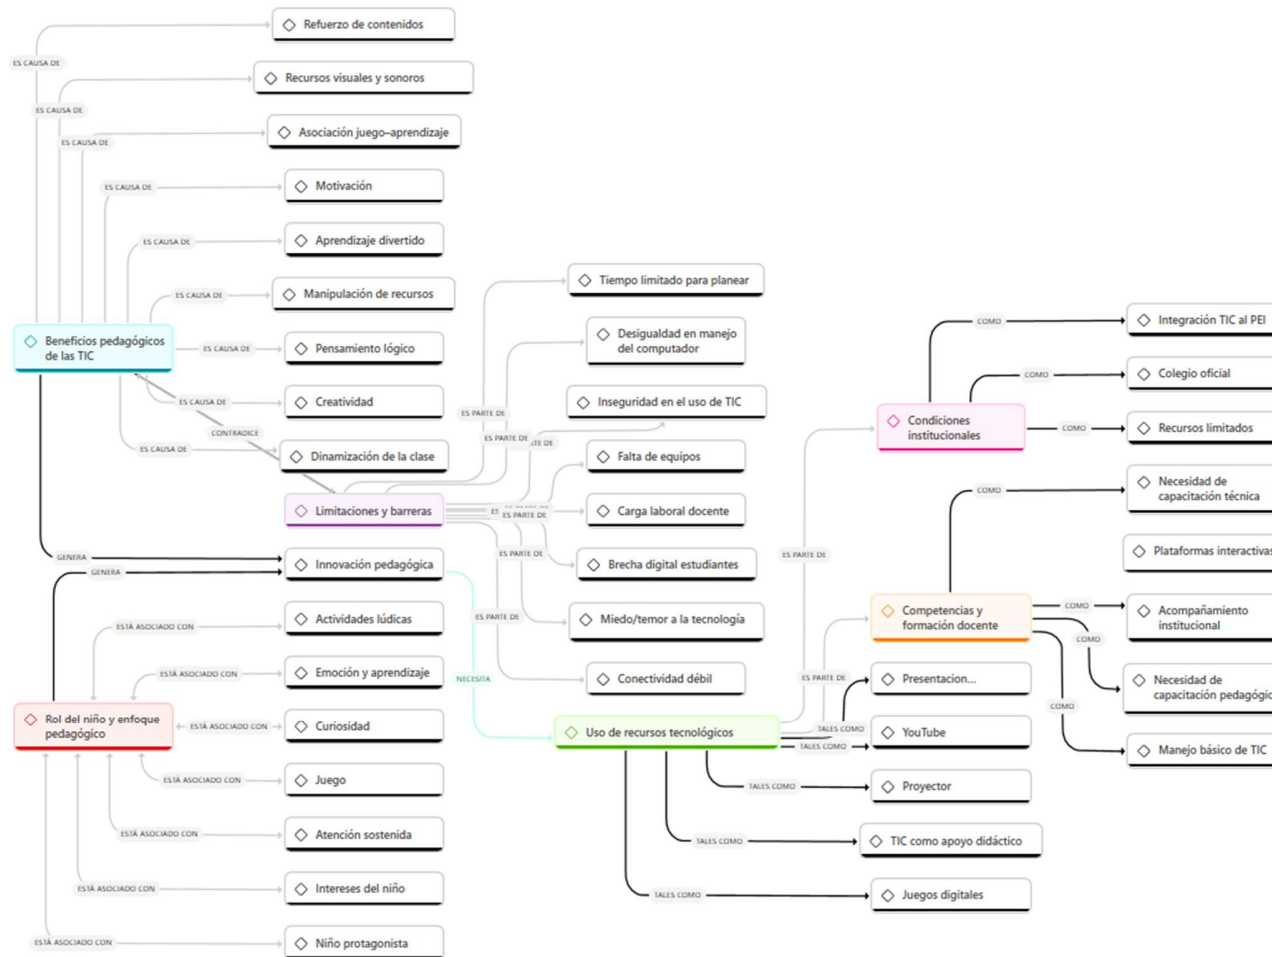 Refuerzo de contenidos
ES CAUSA DE
Recursos visuales y sonoros
ES CAUSA DE
Asociación juego–aprendizaje
ES CAUSA DE
Motivación
ES CAUSA DE
Aprendizaje divertido
ES CAUSA DE
Manipulación de recursos
ES CAUSA DE
Beneficios pedagógicos
de las TIC
Pensamiento lógico
ES CAUSA DE
Creatividad
ES CAUSA DE
CONTRADICE
Dinamización de la clase
ES CAUSA DE
Limitaciones y barreras
GENERA
Innovación pedagógica
GENERA
Actividades lúdicas
ESTÁ ASOCIADO CON
Emoción y aprendizaje
ESTÁ ASOCIADO CON
Rol del niño y enfoque
pedagógico
Curiosidad
ESTÁ ASOCIADO CON
Juego
ESTÁ ASOCIADO CON
Atención sostenida
ESTÁ ASOCIADO CON
Intereses del niño
ESTÁ ASOCIADO CON
Niño protagonista
ESTÁ ASOCIADO CON
Tiempo limitado para planear
Desigualdad en manejo
del computador
Inseguridad en el uso de TIC
ES PARTE DE
ES PARTE DE
Falta de equipos
Carga laboral docente
ES PARTE DE
Brecha digital estudiantes
ES PARTE DE
Miedo/temor a la tecnología
ES PARTE DE
Conectividad débil
NECESITA
Uso de recursos tecnológicos
ES PARTE DE
ES PARTE DE
Condiciones
institucionales
COMO
Integración TIC al PEI
COMO
Colegio oficial
COMO
Recursos limitados
COMO
Necesidad de
capacitación técnica
Plataformas interactivas
Competencias y
formación docente
COMO
Acompañamiento
institucional
COMO
Necesidad de
capacitación pedagógic
COMO
Manejo básico de TIC
Presentacion...
TALES COMO
YouTube
TALES COMO
Proyector
TALES COMO
TIC como apoyo didáctico
TALES COMO
Juegos digitales
TALES COMO